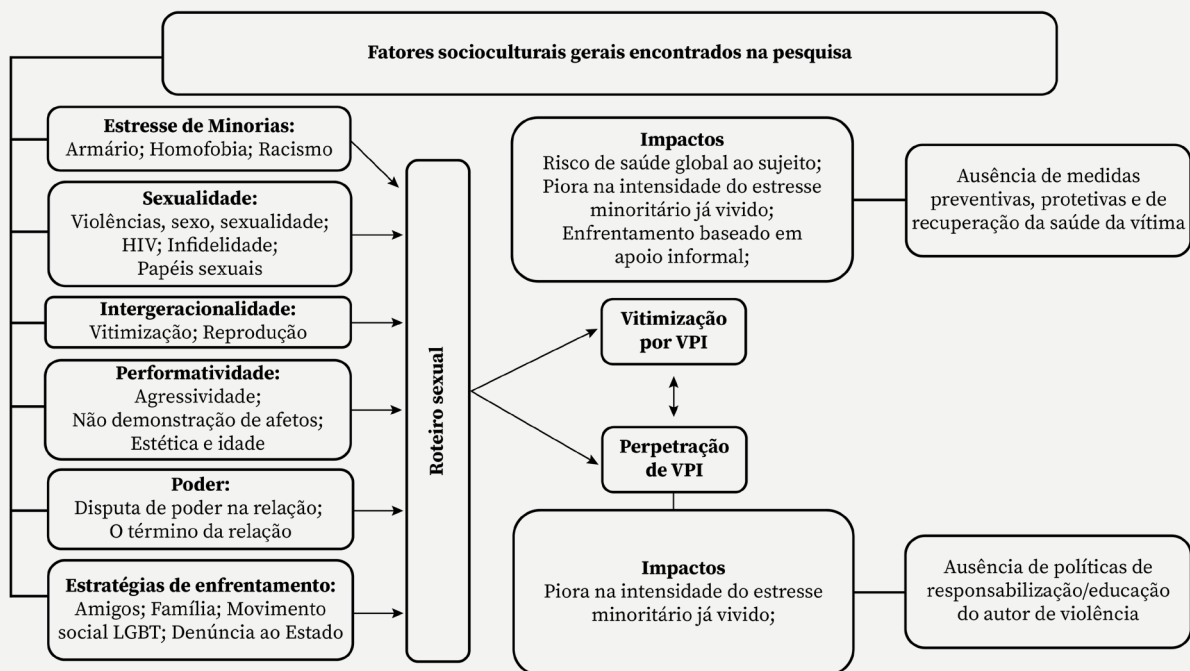 Fatores socioculturais gerais encontrados na pesquisa
Estresse de Minorias:
Armário; Homofobia; Racismo
Sexualidade:
Violências, sexo, sexualidade;
HIV; Infidelidade;
Papéis sexuais
Intergeracionalidade:
Vitimização; Reprodução
Performatividade:
Agressividade;
Não demonstração de afetos;
Estética e idade
Poder:
Disputa de poder na relação;
O término da relação
Estratégias de enfrentamento:
Amigos; Família; Movimento
social LGBT; Denúncia ao Estado
Roteiro sexual
Impactos
Risco de saúde global ao sujeito;
Piora na intensidade do estresse
minoritário já vivido;
Enfrentamento baseado em
apoio informal;
Ausência de medidas
preventivas, protetivas e de
recuperação da saúde da vítima
Vitimização
por VPI
Perpetração
de VPI
Impactos
Piora na intensidade do estresse
minoritário já vivido;
Ausência de políticas de
responsabilização/educação
do autor de violência